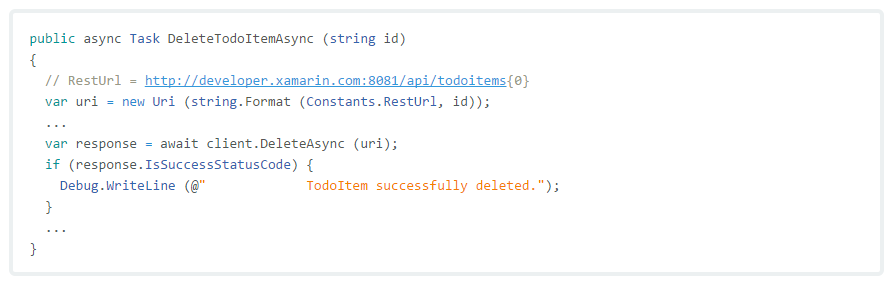 public async Task DeleteTodoItemAsync (string id)
{
  // RestUrl = http://developer.xamarin.com:8081/api/todoitems{0}
  var uri = new Uri (string.Format (Constants.RestUrl, id));
  ...
  var response = await client.DeleteAsync (uri);
  if (response.IsSuccessStatusCode) {
    Debug.WriteLine (@"             TodoItem successfully deleted.");
  }
  ...
}